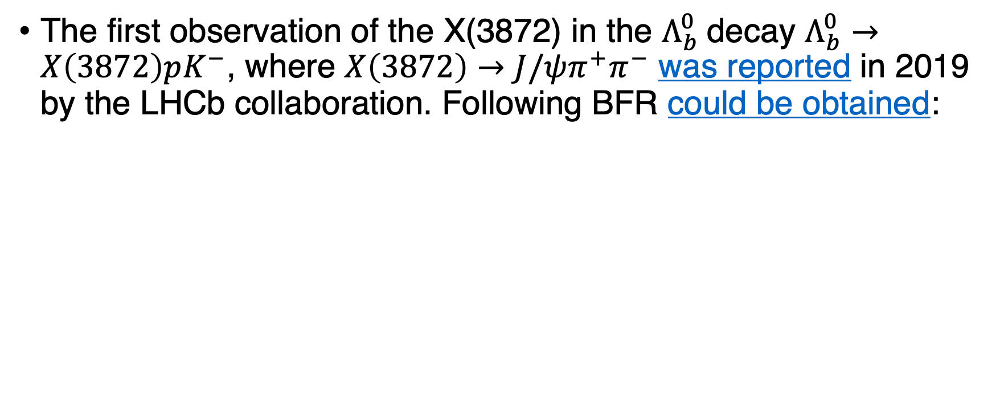 • The first observation of the X(3872) in the Λ_b^0 decay Λ_b^0 →
X(3872)pK⁻, where X(3872) → J/ψπ⁺π⁻ was reported in 2019
by the LHCb collaboration. Following BFR could be obtained: